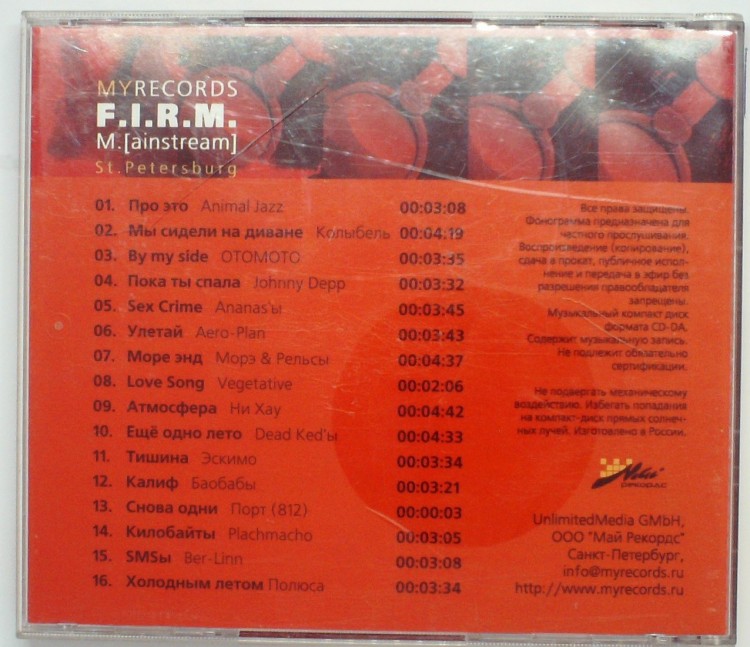 MYRECORDS
F.I.R.M.
M.[ainstream]
St.Petersburg
01. Про это Animal Jazz 00:03:08
02. Мы сидели на диване Колыбель 00:04:19
03. By my side OTOMOTO 00:03:35
04. Пока ты спала Johnny Depp 00:03:32
05. Sex Crime Ananas'ы 00:03:45
06. Улетай Aero-Plan 00:03:43
07. Море энд Морэ & Рельсы 00:04:37
08. Love Song Vegetative 00:02:06
09. Атмосфера Ни Хау 00:04:42
10. Ещё одно лето Dead Ked'ы 00:04:33
11. Тишина Эскимо 00:03:34
12. Калиф Баобабы 00:03:21
13. Снова одни Порт (812) 00:00:03
14. Килобайты Plachmacho 00:03:05
15. SMSы Ber-Linn 00:03:08
16. Холодным летом Полюса 00:03:34
Все права защищены.
Фонограмма предназначена для
частного прослушивания.
Воспроизведение (копирование),
сдача в прокат, публичное испол-
нение и передача в эфир без
разрешения правообладателя
запрещены.
Музыкальный компакт диск
формата CD-DA.
Содержит музыкальную запись.
Не подлежит обязательно
сертификации.
Не подвергать механическому
воздействию. Избегать попадания
на компакт-диск прямых солнеч-
ных лучей. Изготовлено в России.
рекордс
UnlimitedMedia GMbH,
ООО "Май Рекордс"
Санкт-Петербург,
info@myrecords.ru
http://www.myrecords.ru